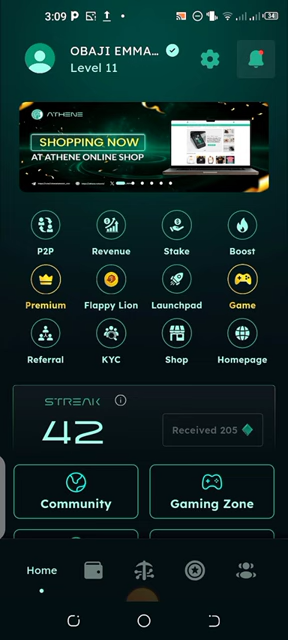 3:09
34
OBAJI EMMA...
Level 11
ATHENE
SHOPPING NOW
AT ATHENE ONLINE SHOP
P2P Revenue Stake Boost
Premium Flappy Lion Launchpad Game
Referral KYC Shop Homepage
STREAK
42
Received 205
Community Gaming Zone
Home